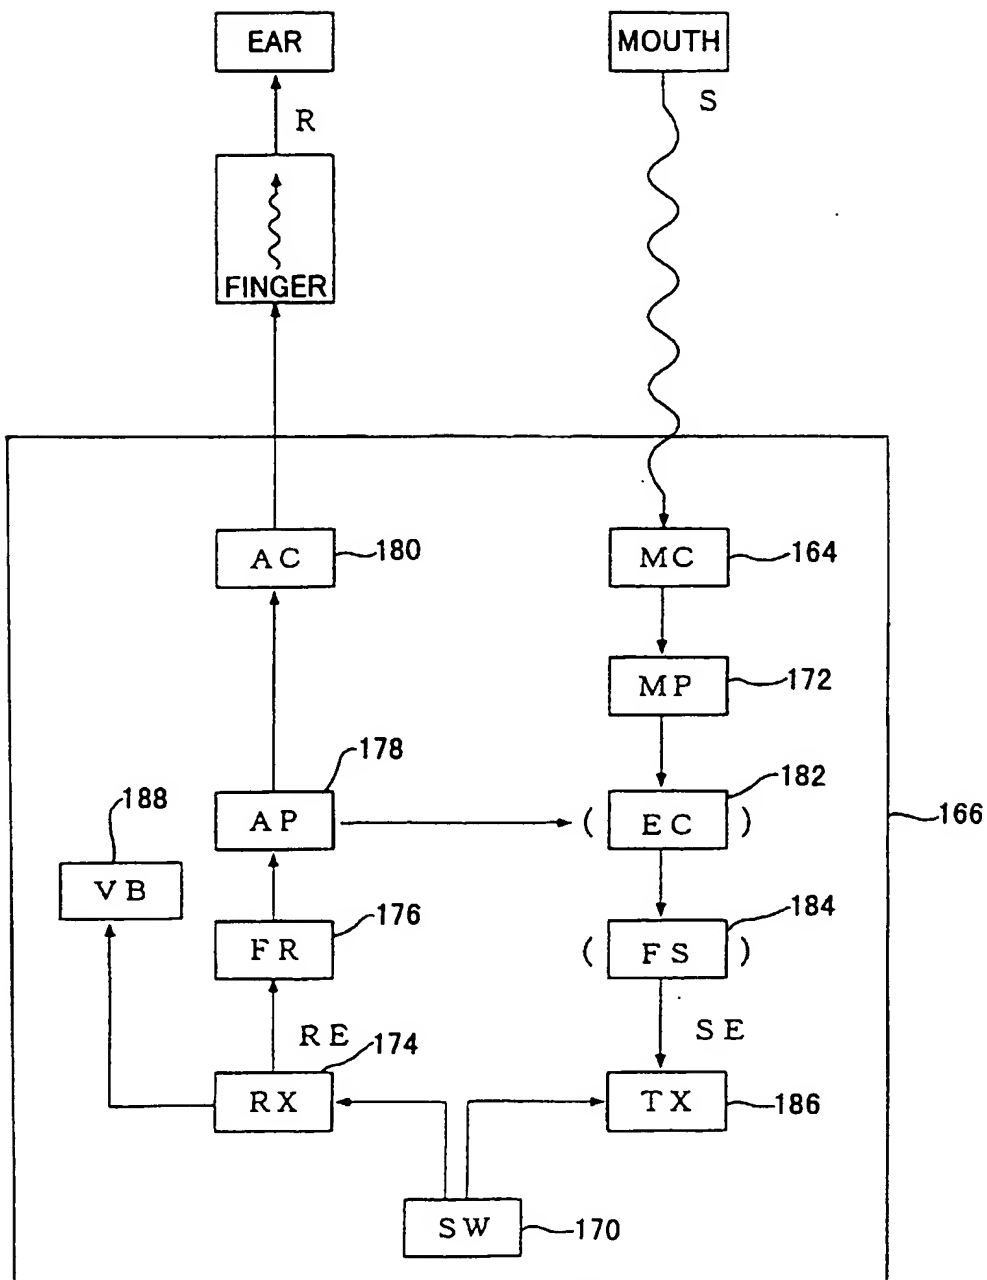 EAR MOUTH
R S
FINGER
AC 180 MC 164
MP 172
178 182
188 AP ( EC ) 166
VB 176 184
FR ( FS )
RE 174 SE
RX TX 186
SW 170